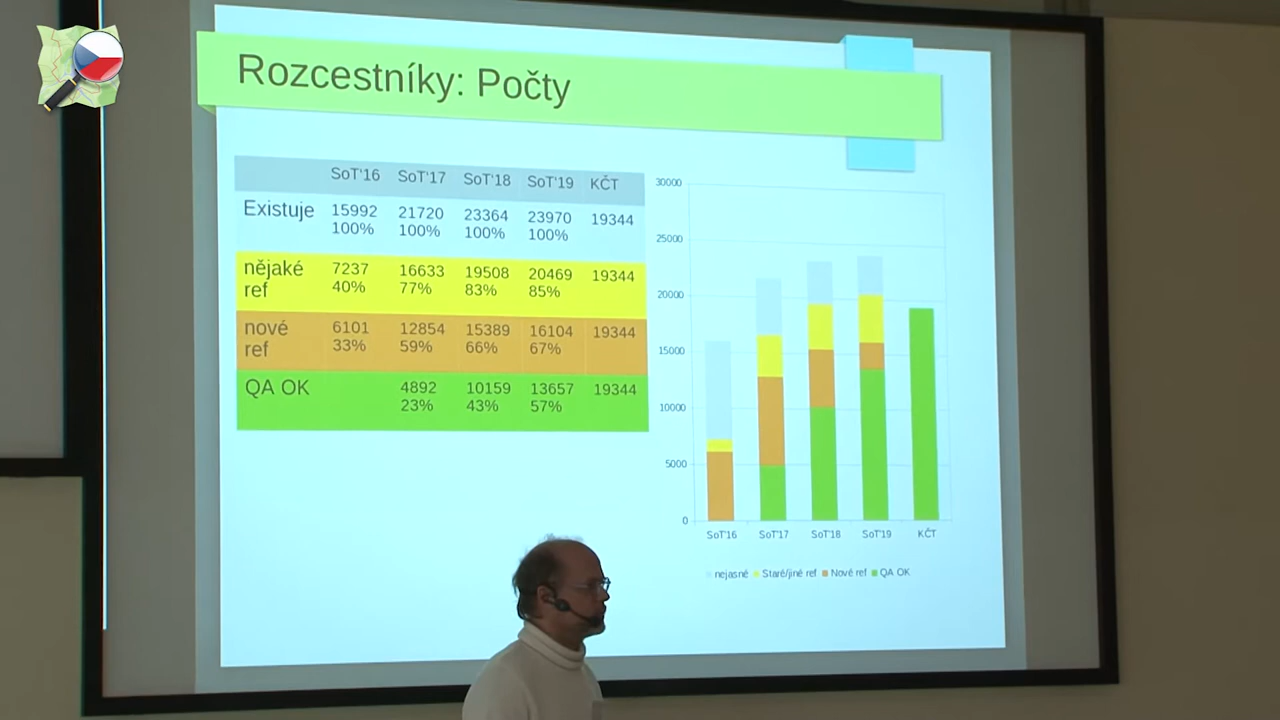 Rozcestníky: Počty
SoT'16 SoT'17 SoT'18 SoT'19 KČT
Existuje 15992 21720 23364 23970 19344
100% 100% 100% 100%
nějaké 7237 16633 19508 20469 19344
ref 40% 77% 83% 85%
nové 6101 12854 15389 16104 19344
ref 33% 59% 66% 67%
QA OK 4892 10159 13657 19344
23% 43% 57%
30000
25000
20000
15000
10000
5000
0
SoT'16 SoT'17 SoT'18 SoT'19 KČT
nejasné Staré/jiné ref Nové ref QA OK